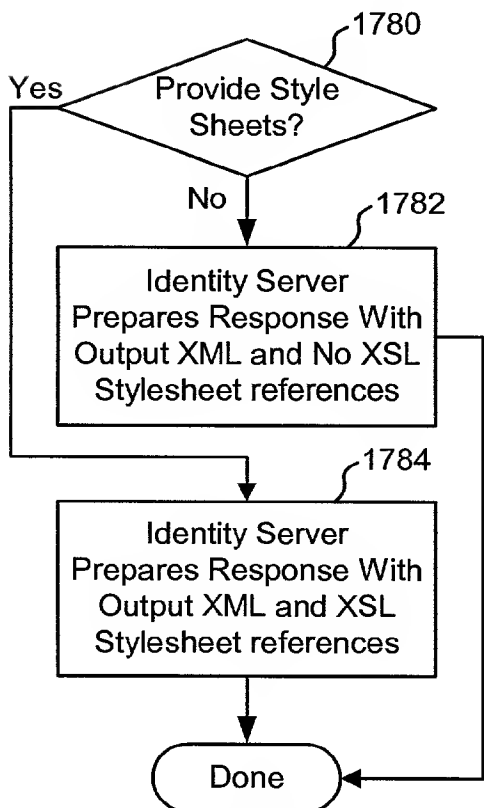 1780
Yes
Provide Style
Sheets?
No
1782
Identity Server
Prepares Response With
Output XML and No XSL
Stylesheet references
1784
Identity Server
Prepares Response With
Output XML and XSL
Stylesheet references
Done